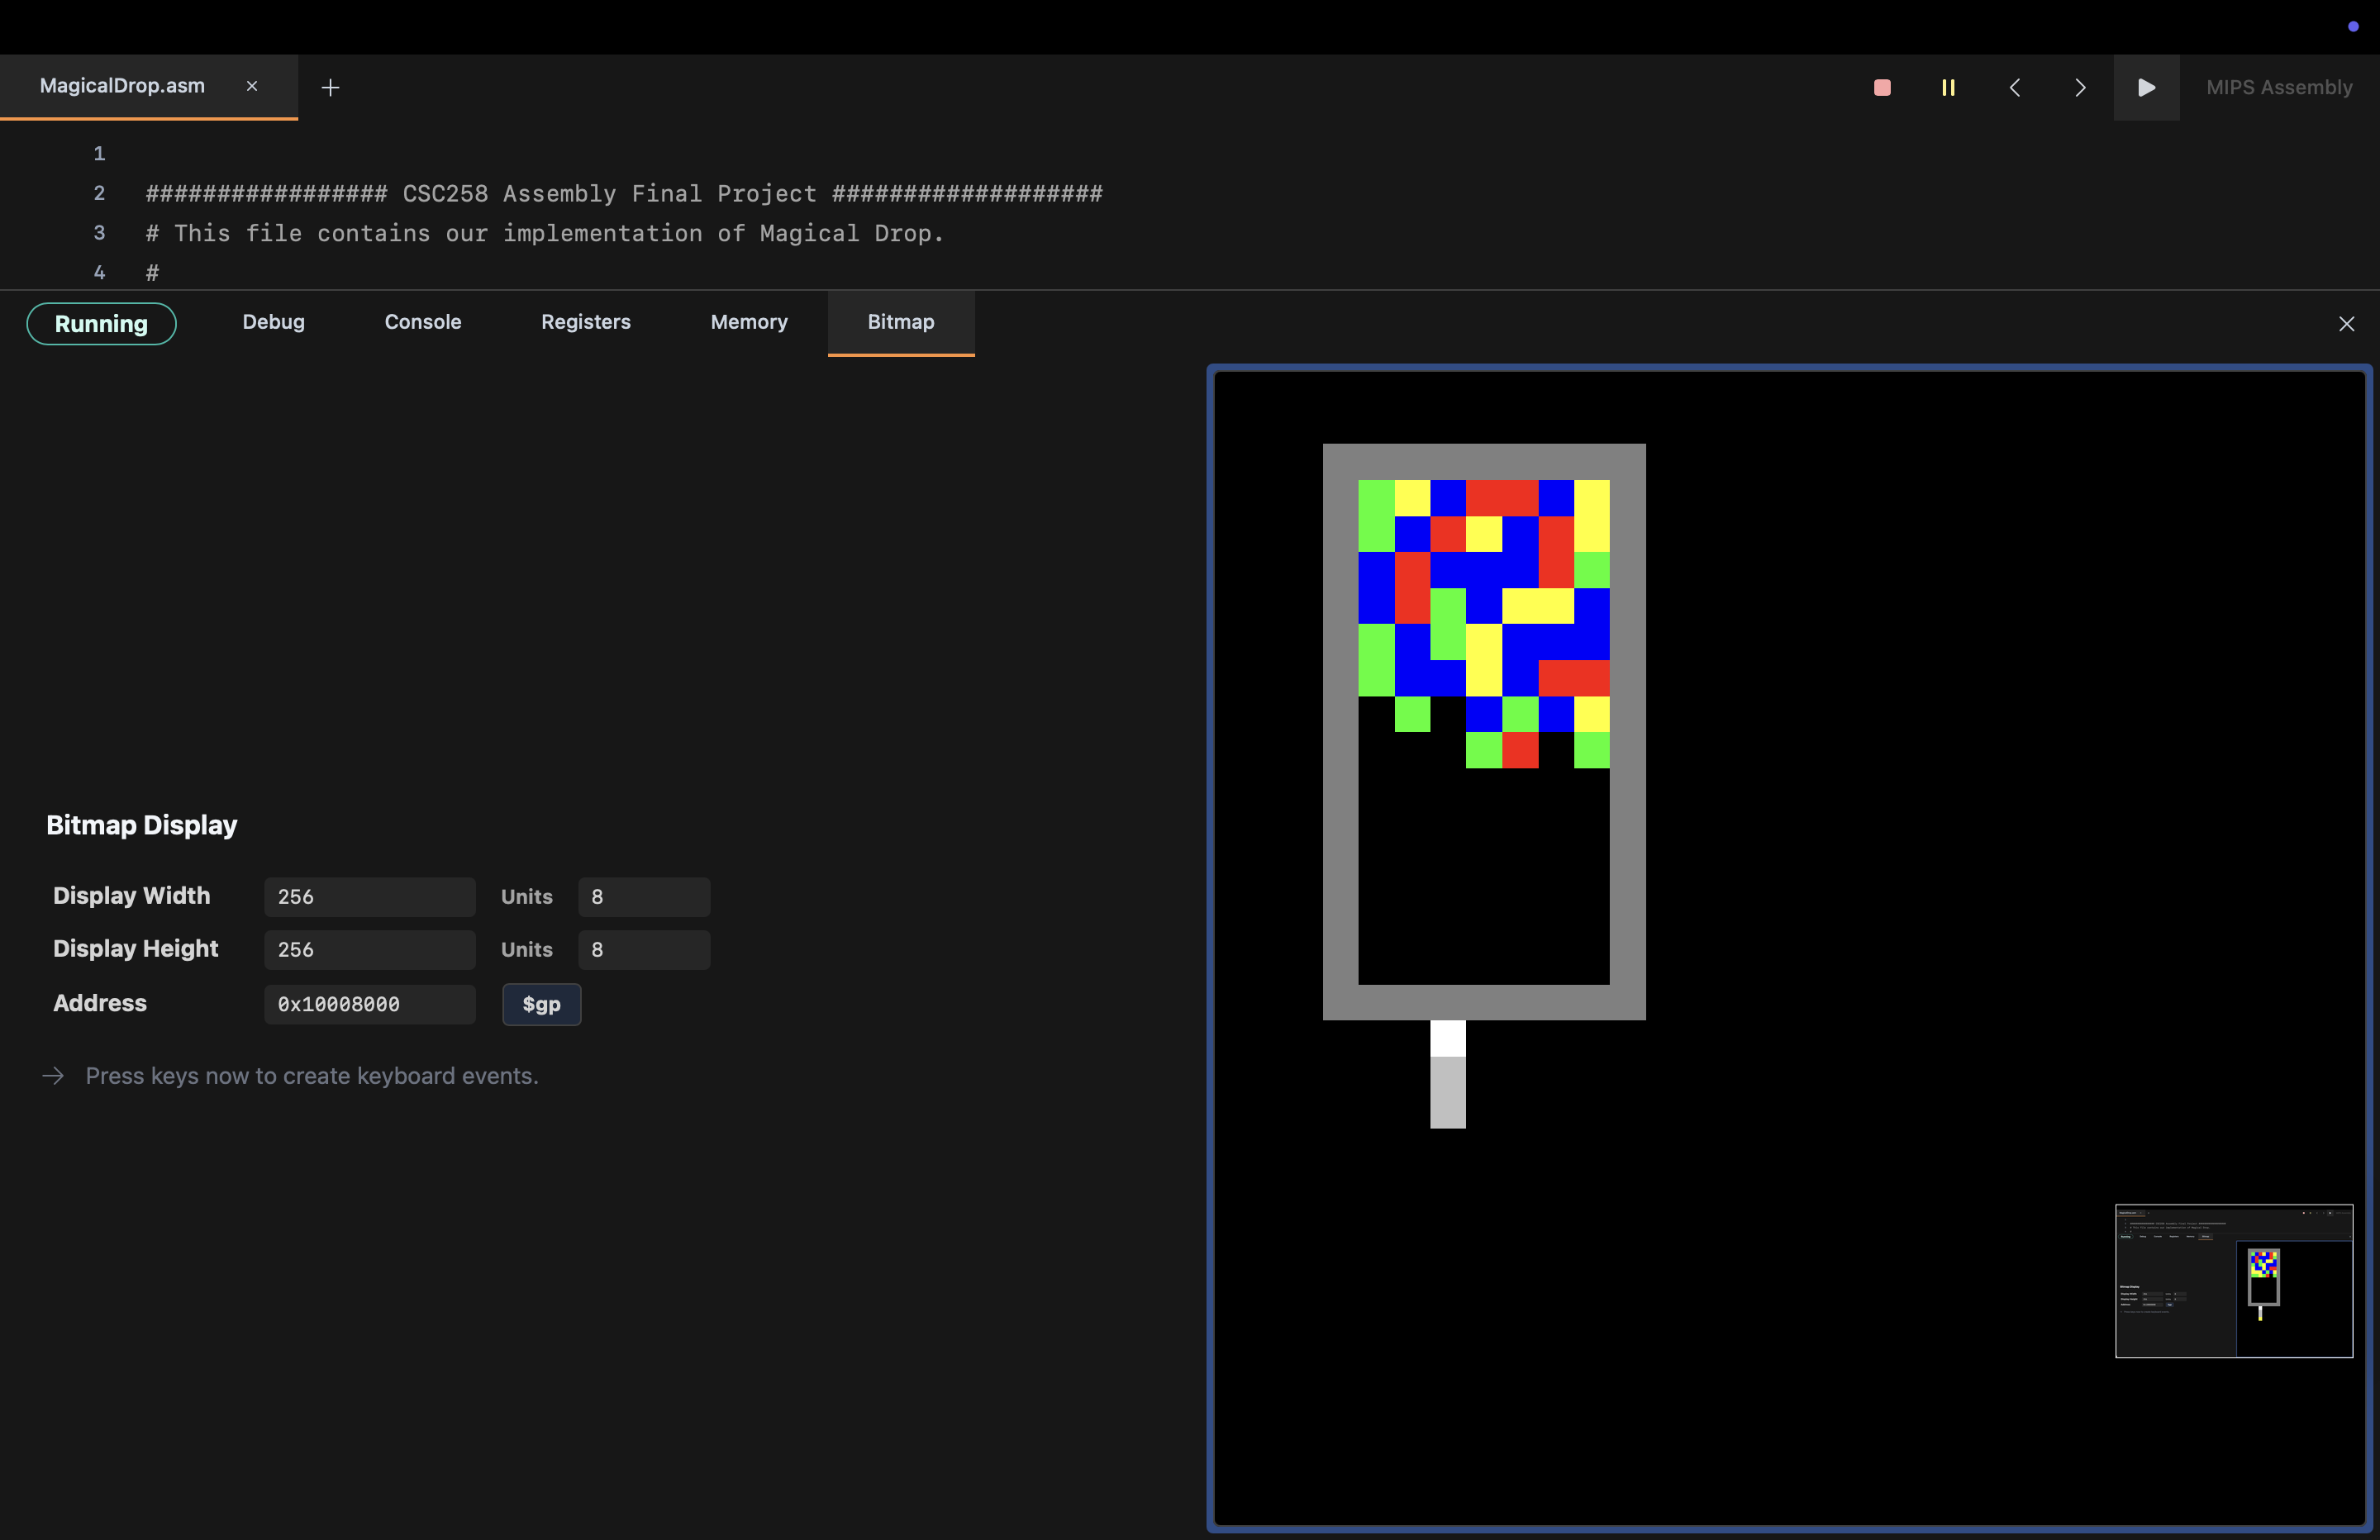 MagicalDrop.asm
MIPS Assembly
1
2 ################# CSC258 Assembly Final Project ###################
3 # This file contains our implementation of Magical Drop.
4 #
Running Debug Console Registers Memory Bitmap
Bitmap Display
Display Width 256 Units 8
Display Height 256 Units 8
Address 0x10008000 $gp
Press keys now to create keyboard events.